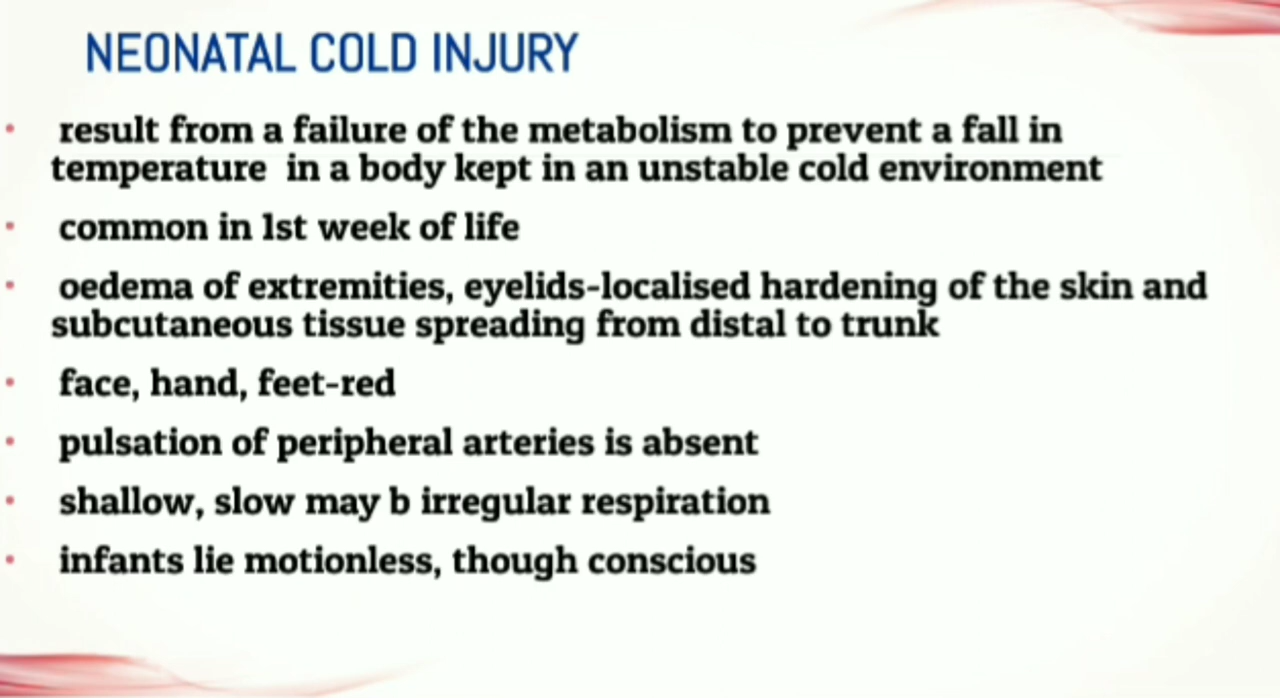 NEONATAL COLD INJURY
• result from a failure of the metabolism to prevent a fall in
temperature in a body kept in an unstable cold environment
• common in 1st week of life
• oedema of extremities, eyelids-localised hardening of the skin and
subcutaneous tissue spreading from distal to trunk
• face, hand, feet-red
• pulsation of peripheral arteries is absent
• shallow, slow may b irregular respiration
• infants lie motionless, though conscious